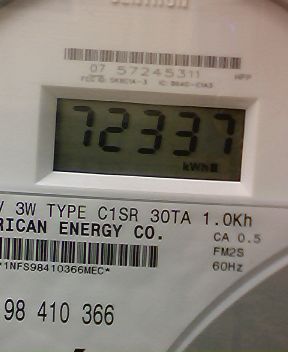 07 57245311
72337
kWh
V 3W TYPE C1SR 30TA 1.0Kh
RICAN ENERGY CO.
CA 0.5
FM2S
*1NFS98410366MEC*
60Hz
98 410 366